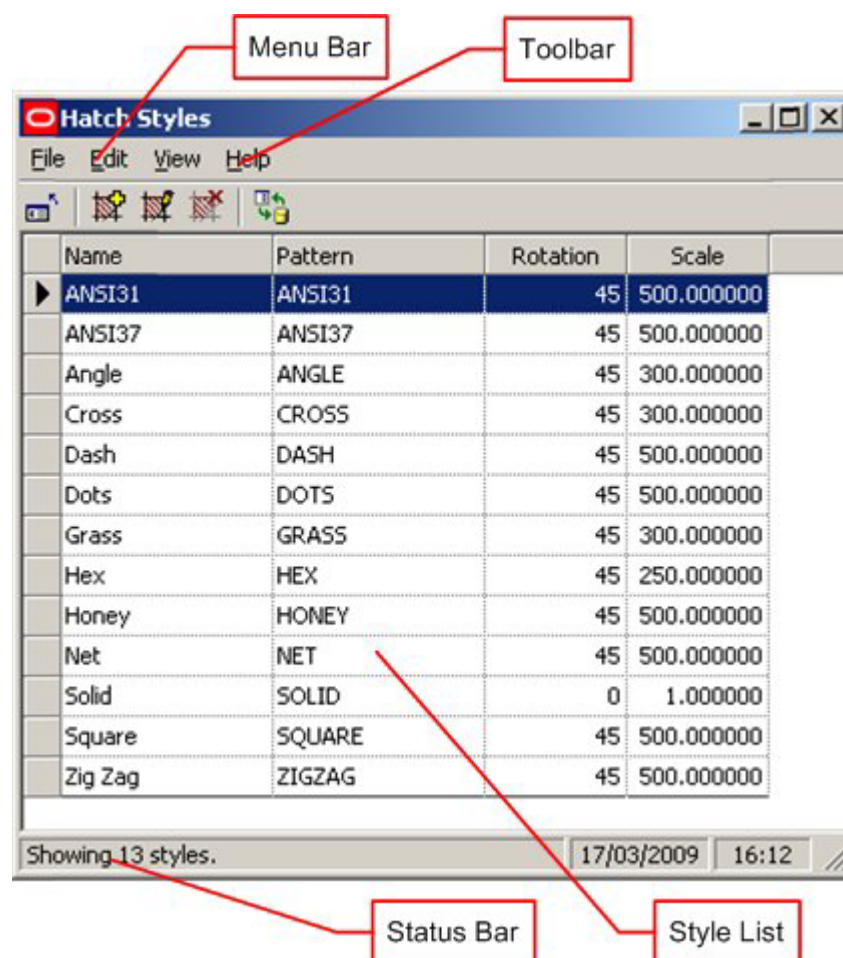 Menu Bar
Toolbar
Hatch Styles
File Edit View Help
Name Pattern Rotation Scale
ANSI31 ANSI31 45 500.000000
ANSI37 ANSI37 45 500.000000
Angle ANGLE 45 300.000000
Cross CROSS 45 300.000000
Dash DASH 45 500.000000
Dots DOTS 45 500.000000
Grass GRASS 45 300.000000
Hex HEX 45 250.000000
Honey HONEY 45 500.000000
Net NET 45 500.000000
Solid SOLID 0 1.000000
Square SQUARE 45 500.000000
Zig Zag ZIGZAG 45 500.000000
Showing 13 styles. 17/03/2009 16:12
Status Bar
Style List